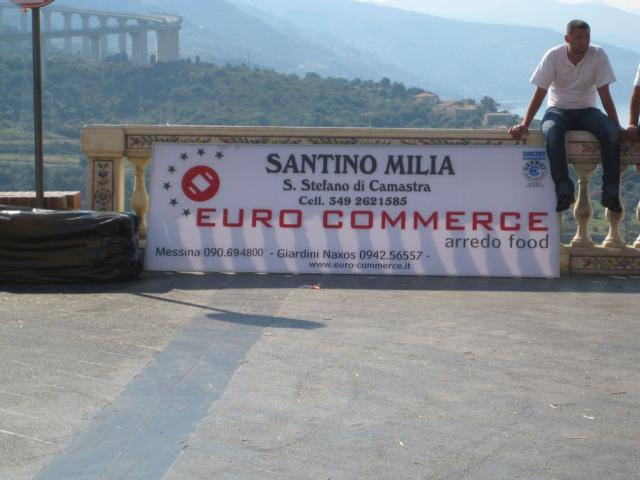 SANTINO MILIA
S. Stefano di Camastra
Cell. 349 2621585
EURO COMMERCE
arredo food
Messina 090.694800 - Giardini Naxos 0942.56557 -
www.euro-commerce.it